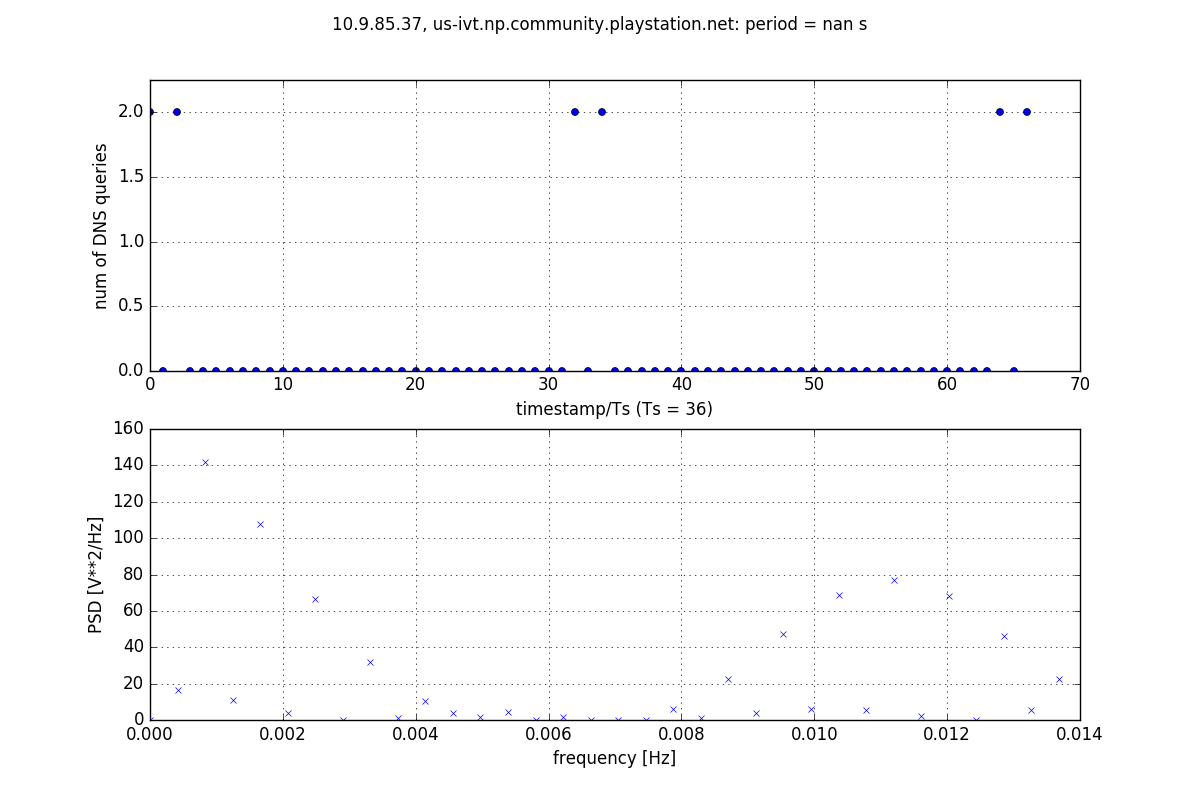 10.9.85.37, us-ivt.np.community.playstation.net: period = nan s
2.0
1.5
1.0
0.5
0.0
num of DNS queries
0 10 20 30 40 50 60 70
timestamp/Ts (Ts = 36)
160
140
120
100
80
60
40
20
0
PSD [V**2/Hz]
0.000 0.002 0.004 0.006 0.008 0.010 0.012 0.014
frequency [Hz]